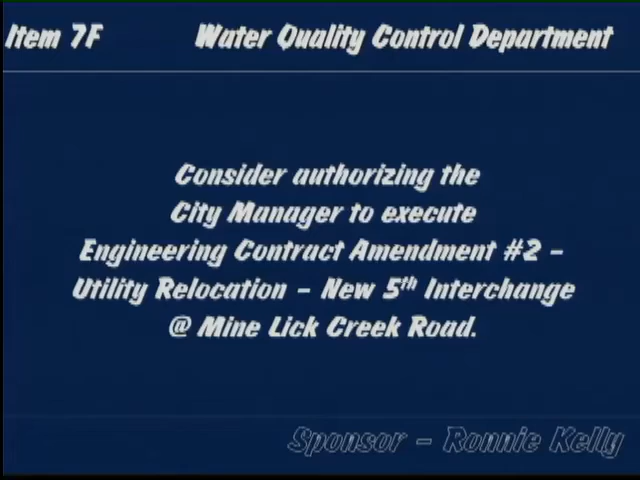 Item 7F Water Quality Control Department
Consider authorizing the
City Manager to execute
Engineering Contract Amendment #2 –
Utility Relocation – New 5th Interchange
@ Mine Lick Creek Road.
Sponsor – Ronnie Kelly